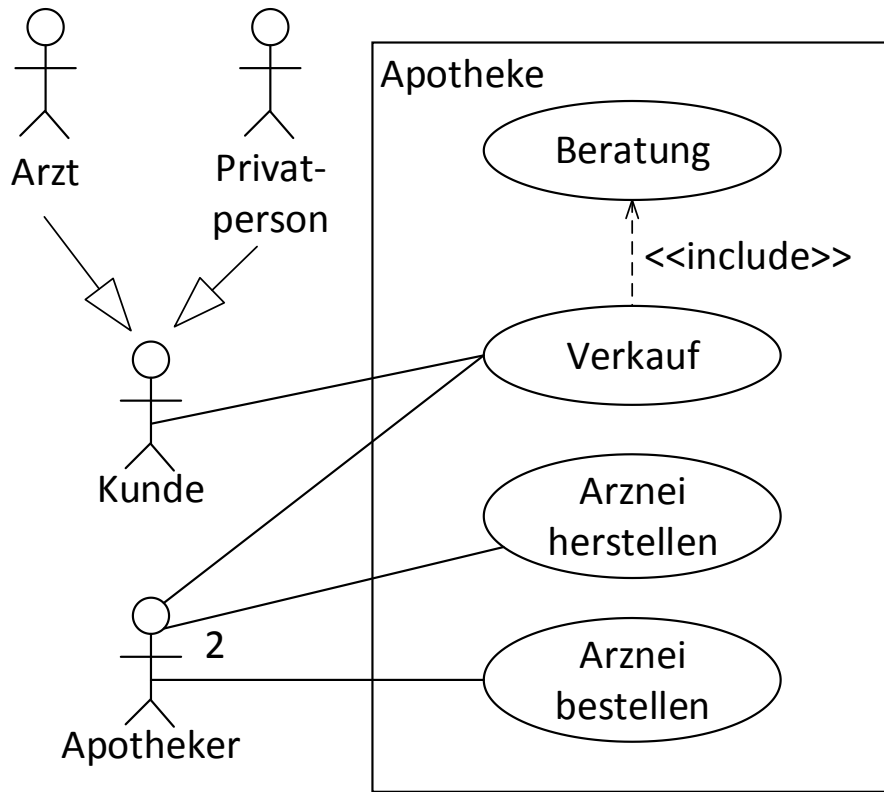 Arzt
Privat-
person
Apotheke
Beratung
<<include>>
Verkauf
Kunde
Arznei
herstellen
2
Apotheker
Arznei
bestellen